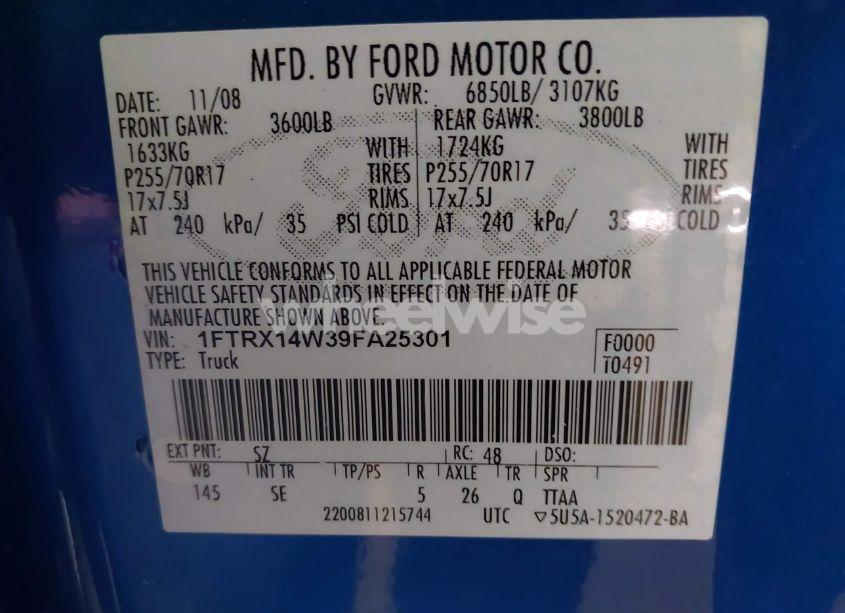 MFD. BY FORD MOTOR CO.
DATE: 11/08 GVWR: 6850LB/ 3107KG
FRONT GAWR: 3600LB REAR GAWR: 3800LB
1633KG WITH 1724KG WITH
P255/70R17 TIRES P255/70R17 TIRES
17x7.5J RIMS 17x7.5J RIMS
AT 240 kPa/ 35 PSI COLD AT 240 kPa/ 35 PSI COLD
Ford
THIS VEHICLE CONFORMS TO ALL APPLICABLE FEDERAL MOTOR
VEHICLE SAFETY STANDARDS IN EFFECT ON THE DATE OF
MANUFACTURE SHOWN ABOVE.
wheelwise
VIN: 1FTRX14W39FA25301 F0000
TYPE: Truck T0491
EXT PNT: SZ RC: 48 DSO:
WB INT TR TP/PS R AXLE TR SPR
145 SE 5 26 Q TTAA
2200811215744 UTC ▽5U5A-1520472-BA